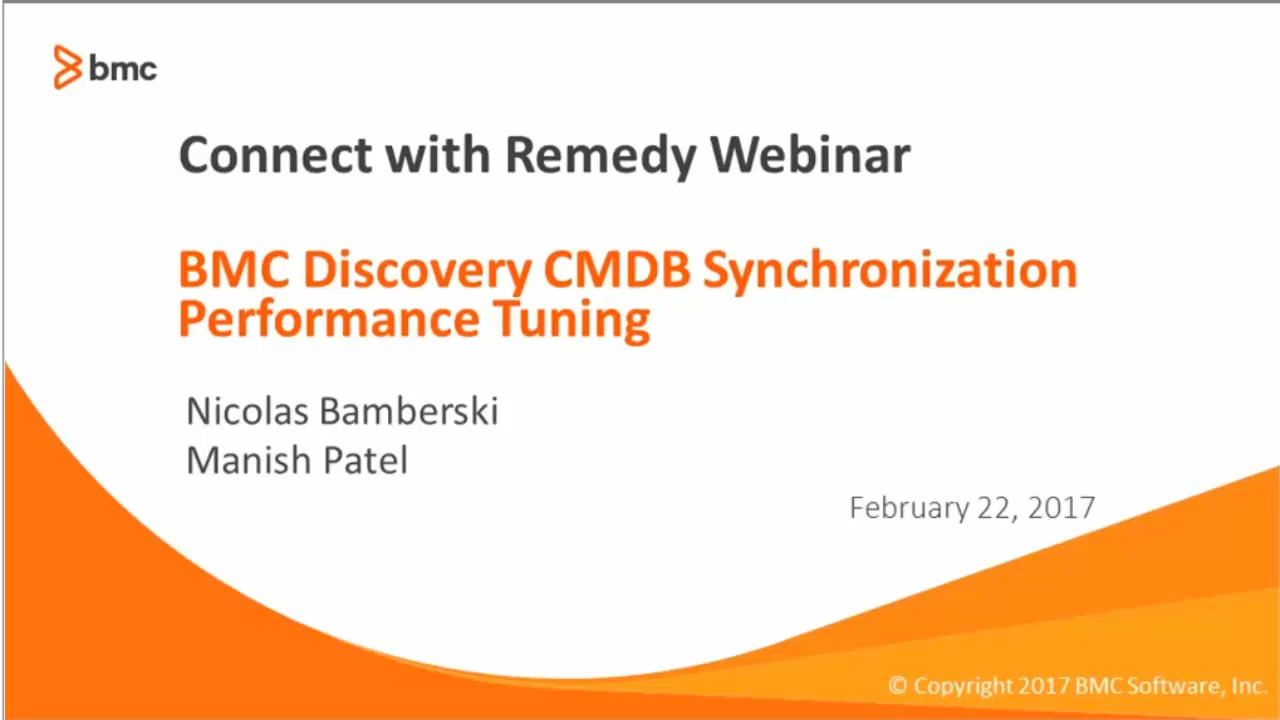 bmc
Connect with Remedy Webinar
BMC Discovery CMDB Synchronization
Performance Tuning
Nicolas Bamberski
Manish Patel
February 22, 2017
© Copyright 2017 BMC Software, Inc.